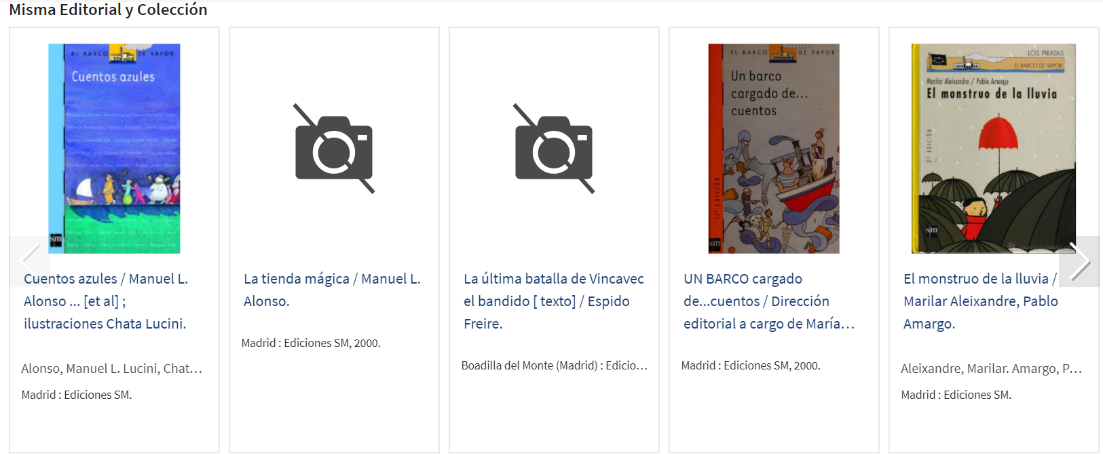 Misma Editorial y Colección
EL BARCO DE VAPOR
Cuentos azules
sm
Cuentos azules / Manuel L.
Alonso ... [et al] ;
ilustraciones Chata Lucini.
Alonso, Manuel L. Lucini, Chat...
Madrid : Ediciones SM.
La tienda mágica / Manuel L.
Alonso.
Madrid : Ediciones SM, 2000.
La última batalla de Vincavec
el bandido [ texto] / Espido
Freire.
Boadilla del Monte (Madrid) : Edicio...
EL BARCO DE VAPOR
Un barco
cargado de...
cuentos
sm
UN BARCO cargado
de...cuentos / Dirección
editorial a cargo de María...
Madrid : Ediciones SM, 2000.
LOS PIRATAS
EL BARCO DE VAPOR
Marilar Aleixandre / Pablo Amargo
El monstruo de la lluvia
sm
El monstruo de la lluvia /
Marilar Aleixandre, Pablo
Amargo.
Aleixandre, Marilar. Amargo, P...
Madrid : Ediciones SM.